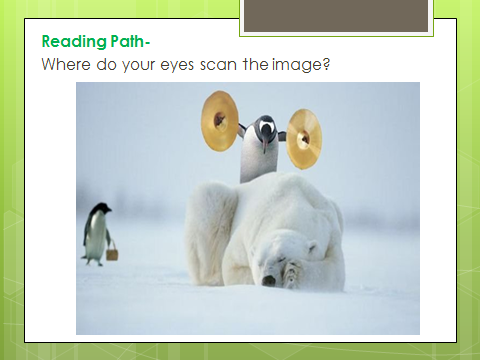 Reading Path-
Where do your eyes scan the image?